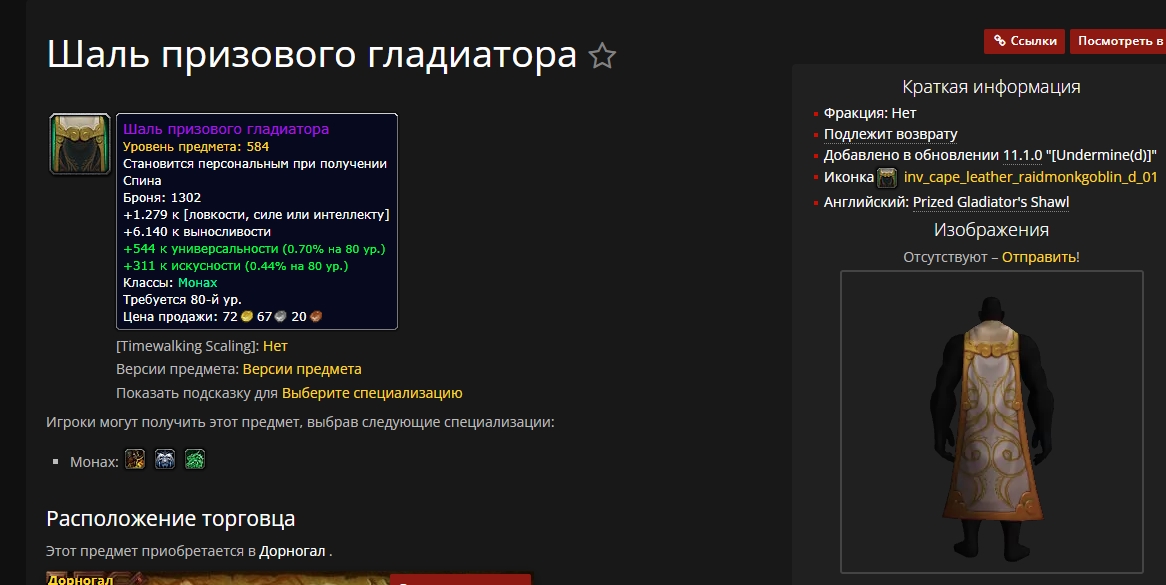 Шаль призового гладиатора
Ссылки
Посмотреть в
Шаль призового гладиатора
Уровень предмета: 584
Становится персональным при получении
Спина
Броня: 1302
+1.279 к [ловкости, силе или интеллекту]
+6.140 к выносливости
+544 к универсальности (0.70% на 80 ур.)
+311 к искусности (0.44% на 80 ур.)
Классы: Монах
Требуется 80-й ур.
Цена продажи: 72 67 20
[Timewalking Scaling]: Нет
Версии предмета: Версии предмета
Показать подсказку для Выберите специализацию
Игроки могут получить этот предмет, выбрав следующие специализации:
Монах:
Расположение торговца
Этот предмет приобретается в Дорногал .
Дорногал
Краткая информация
Фракция: Нет
Подлежит возврату
Добавлено в обновлении 11.1.0 "[Undermine(d)]"
Иконка inv_cape_leather_raidmonkgoblin_d_01
Английский: Prized Gladiator's Shawl
Изображения
Отсутствуют – Отправить!